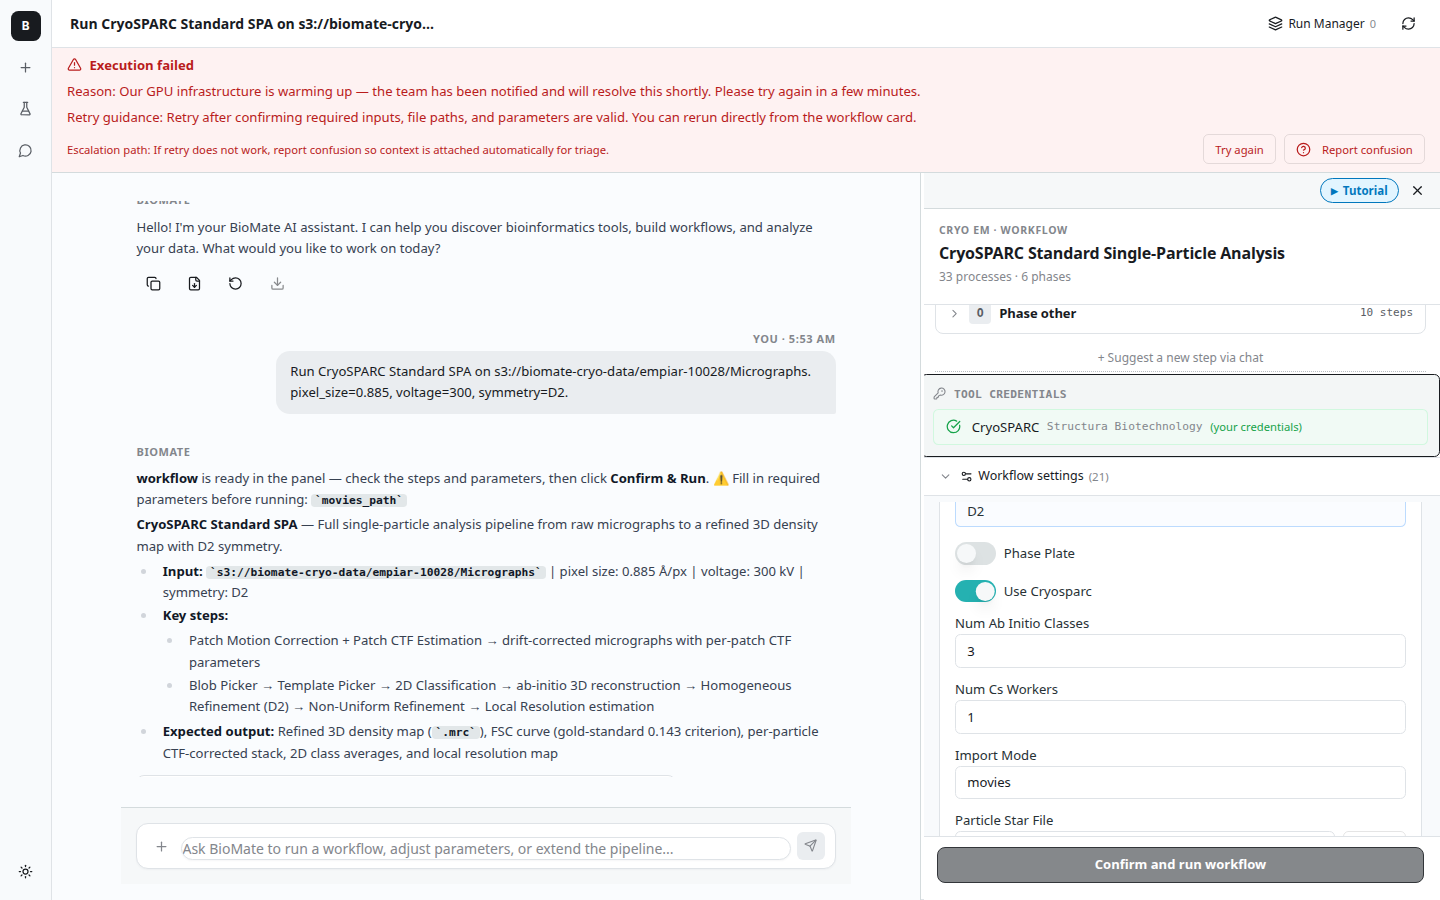 B
Run CryoSPARC Standard SPA on s3://biomate-cryo...
Run Manager 0
Execution failed
Reason: Our GPU infrastructure is warming up — the team has been notified and will resolve this shortly. Please try again in a few minutes.
Retry guidance: Retry after confirming required inputs, file paths, and parameters are valid. You can rerun directly from the workflow card.
Escalation path: If retry does not work, report confusion so context is attached automatically for triage.
Try again
Report confusion
BIOMATE
Hello! I'm your BioMate AI assistant. I can help you discover bioinformatics tools, build workflows, and analyze
your data. What would you like to work on today?
YOU · 5:53 AM
Run CryoSPARC Standard SPA on s3://biomate-cryo-data/empiar-10028/Micrographs.
pixel_size=0.885, voltage=300, symmetry=D2.
BIOMATE
workflow is ready in the panel — check the steps and parameters, then click Confirm & Run. ⚠️ Fill in required
parameters before running: `movies_path`
CryoSPARC Standard SPA — Full single-particle analysis pipeline from raw micrographs to a refined 3D density
map with D2 symmetry.
Input: `s3://biomate-cryo-data/empiar-10028/Micrographs` | pixel size: 0.885 Å/px | voltage: 300 kV |
symmetry: D2
Key steps:
Patch Motion Correction + Patch CTF Estimation → drift-corrected micrographs with per-patch CTF
parameters
Blob Picker → Template Picker → 2D Classification → ab-initio 3D reconstruction → Homogeneous
Refinement (D2) → Non-Uniform Refinement → Local Resolution estimation
Expected output: Refined 3D density map (`.mrc`), FSC curve (gold-standard 0.143 criterion), per-particle
CTF-corrected stack, 2D class averages, and local resolution map
Ask BioMate to run a workflow, adjust parameters, or extend the pipeline...
▶ Tutorial
CRYO EM · WORKFLOW
CryoSPARC Standard Single-Particle Analysis
33 processes · 6 phases
0 Phase other 10 steps
+ Suggest a new step via chat
TOOL CREDENTIALS
CryoSPARC Structura Biotechnology (your credentials)
Workflow settings (21)
D2
Phase Plate
Use Cryosparc
Num Ab Initio Classes
3
Num Cs Workers
1
Import Mode
movies
Particle Star File
Confirm and run workflow